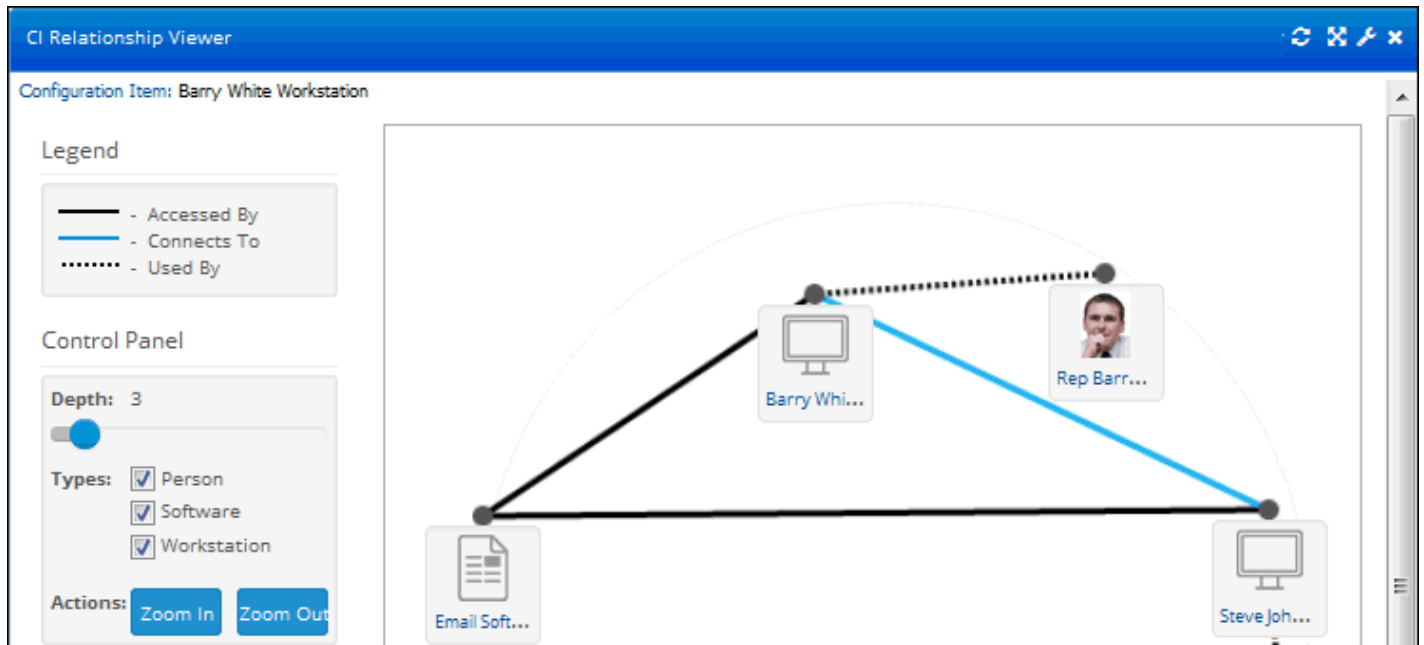 CI Relationship Viewer
Configuration Item: Barry White Workstation
Legend
- Accessed By
- Connects To
- Used By
Control Panel
Depth: 3
Types: Person
Software
Workstation
Actions: Zoom In Zoom Out
Rep Barr...
Barry Whi...
Email Soft...
Steve Joh...